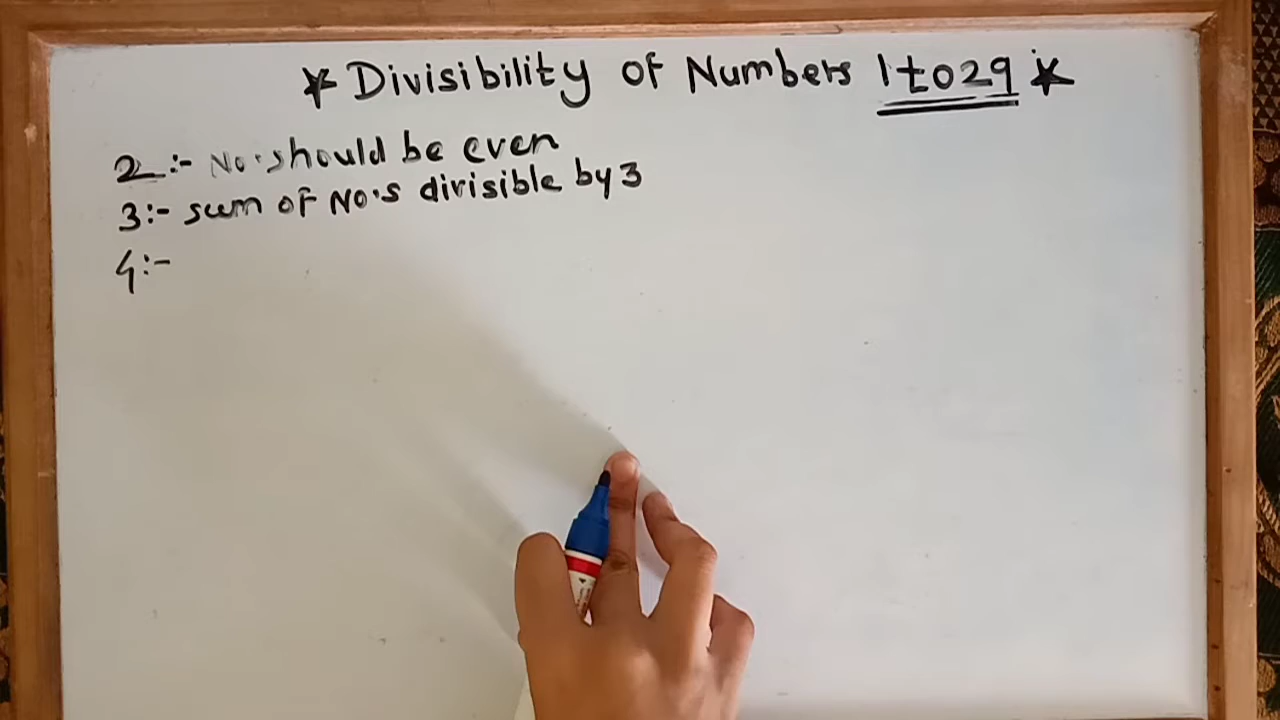 * Divisibility of Numbers 1to29 *
2:- No. should be even
3:- sum of No.s divisible by 3
4:-